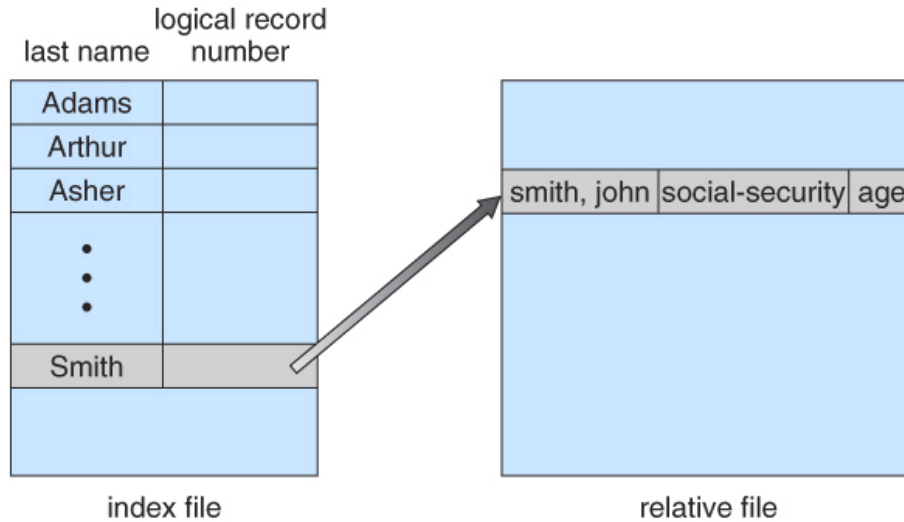 logical record
last name number
Adams
Arthur
Asher
Smith
smith, john social-security age
index file
relative file